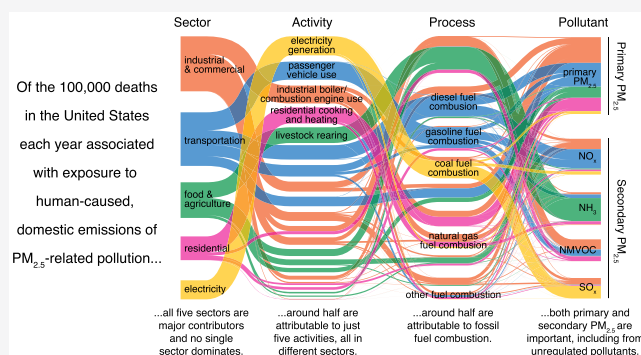 Sector
Activity
Process
Pollutant
Of the 100,000 deaths
in the United States
each year associated
with exposure to
human-caused,
domestic emissions of
PM2.5-related pollution...
industrial
& commercial
transportation
food &
agriculture
residential
electricity
electricity
generation
passenger
vehicle use
industrial boiler/
combustion engine use
residential cooking
and heating
livestock rearing
diesel fuel
combusion
gasoline fuel
combustion
coal fuel
combustion
natural gas
fuel combustion
other fuel combustion
primary
PM2.5
NOx
NH3
NMVOC
SOx
Primary PM2.5
Secondary PM2.5
...all five sectors are
major contributors
and no single
sector dominates.
...around half are
attributable to just
five activities, all in
different sectors.
...around half are
attributable to fossil
fuel combustion.
...both primary and
secondary PM2.5 are
important, including from
unregulated pollutants.